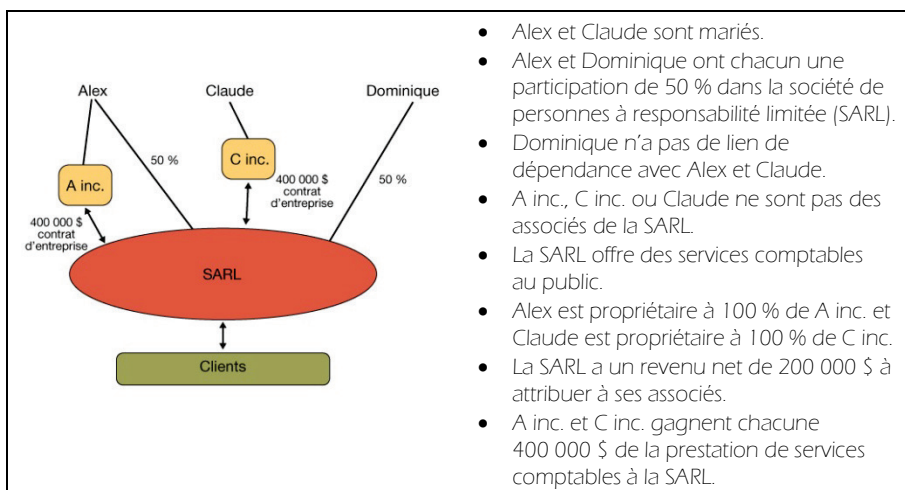 Alex
Claude
Dominique
A inc.
C inc.
50 %
50 %
400 000 $
contrat
d'entreprise
400 000 $
contrat
d'entreprise
SARL
Clients
• Alex et Claude sont mariés.
• Alex et Dominique ont chacun une
participation de 50 % dans la société de
personnes à responsabilité limitée (SARL).
• Dominique n'a pas de lien de
dépendance avec Alex et Claude.
• A inc., C inc. ou Claude ne sont pas des
associés de la SARL.
• La SARL offre des services comptables
au public.
• Alex est propriétaire à 100 % de A inc. et
Claude est propriétaire à 100 % de C inc.
• La SARL a un revenu net de 200 000 $ à
attribuer à ses associés.
• A inc. et C inc. gagnent chacune
400 000 $ de la prestation de services
comptables à la SARL.